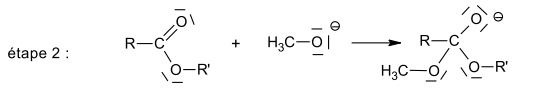 étape 2 :
R–C
O
O–R'
+
H₃C–O ⊖
O ⊖
R–C
H₃C–O
O–R'